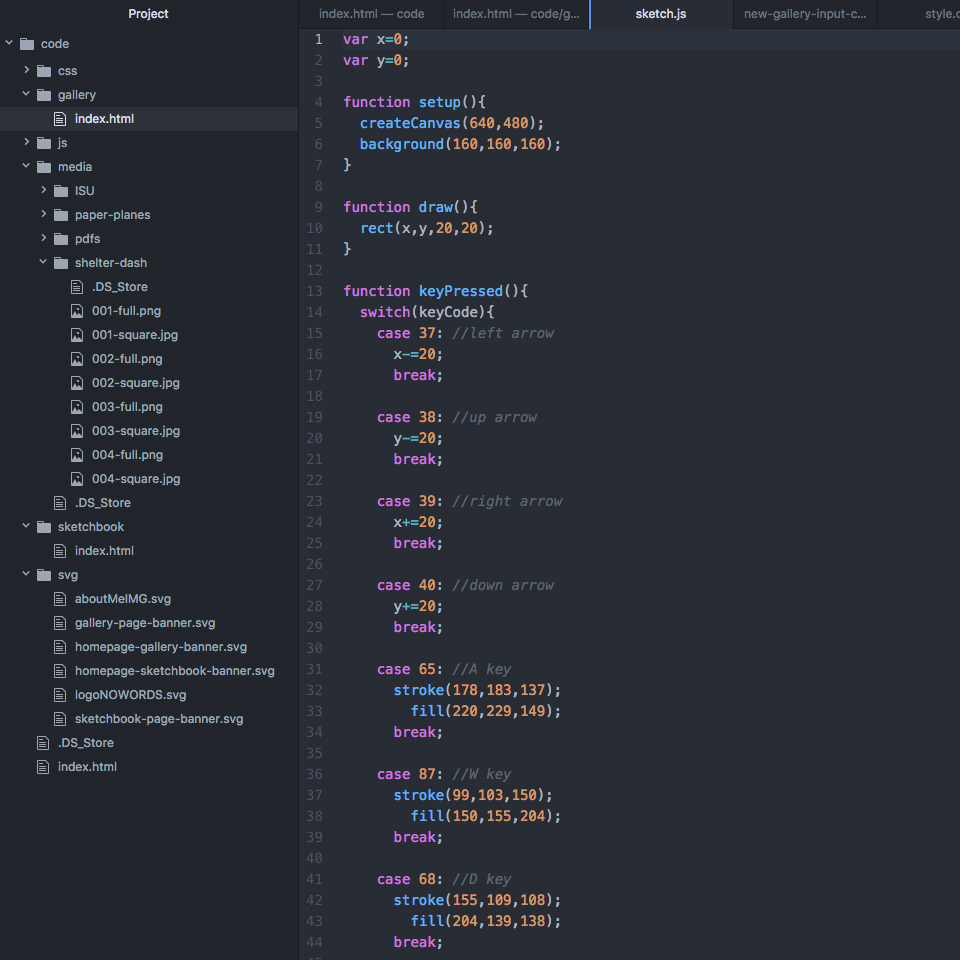 Project
code
css
gallery
index.html
js
media
ISU
paper-planes
pdfs
shelter-dash
.DS_Store
001-full.png
001-square.jpg
002-full.png
002-square.jpg
003-full.png
003-square.jpg
004-full.png
004-square.jpg
.DS_Store
sketchbook
index.html
svg
aboutMeIMG.svg
gallery-page-banner.svg
homepage-gallery-banner.svg
homepage-sketchbook-banner.svg
logoNOWORDS.svg
sketchbook-page-banner.svg
.DS_Store
index.html
index.html — code
index.html — code/g...
sketch.js
new-gallery-input-c...
style.c
1 var x=0;
2 var y=0;
3
4 function setup(){
5   createCanvas(640,480);
6   background(160,160,160);
7 }
8
9 function draw(){
10   rect(x,y,20,20);
11 }
12
13 function keyPressed(){
14   switch(keyCode){
15     case 37: //left arrow
16       x-=20;
17       break;
18
19     case 38: //up arrow
20       y-=20;
21       break;
22
23     case 39: //right arrow
24       x+=20;
25       break;
26
27     case 40: //down arrow
28       y+=20;
29       break;
30
31     case 65: //A key
32       stroke(178,183,137);
33         fill(220,229,149);
34       break;
35
36     case 87: //W key
37       stroke(99,103,150);
38         fill(150,155,204);
39       break;
40
41     case 68: //D key
42       stroke(155,109,108);
43         fill(204,139,138);
44       break;